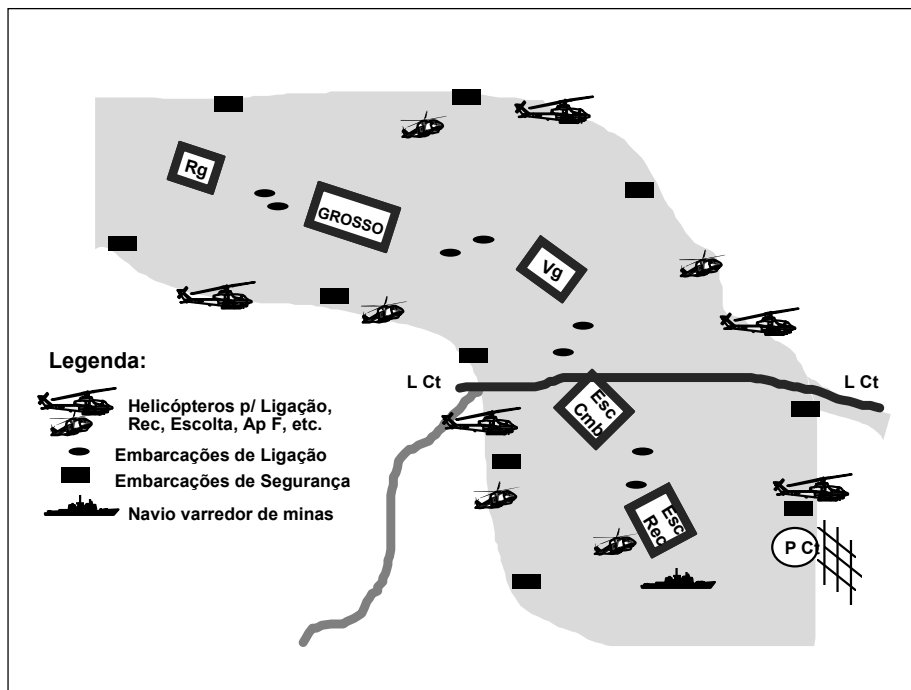 Rg
GROSSO
Vg
Legenda:
L Ct
L Ct
Esc
Cmb
Helicópteros p/ Ligação,
Rec, Escolta, Ap F, etc.
Embarcações de Ligação
Embarcações de Segurança
Navio varredor de minas
Esc
Rec
P Ct